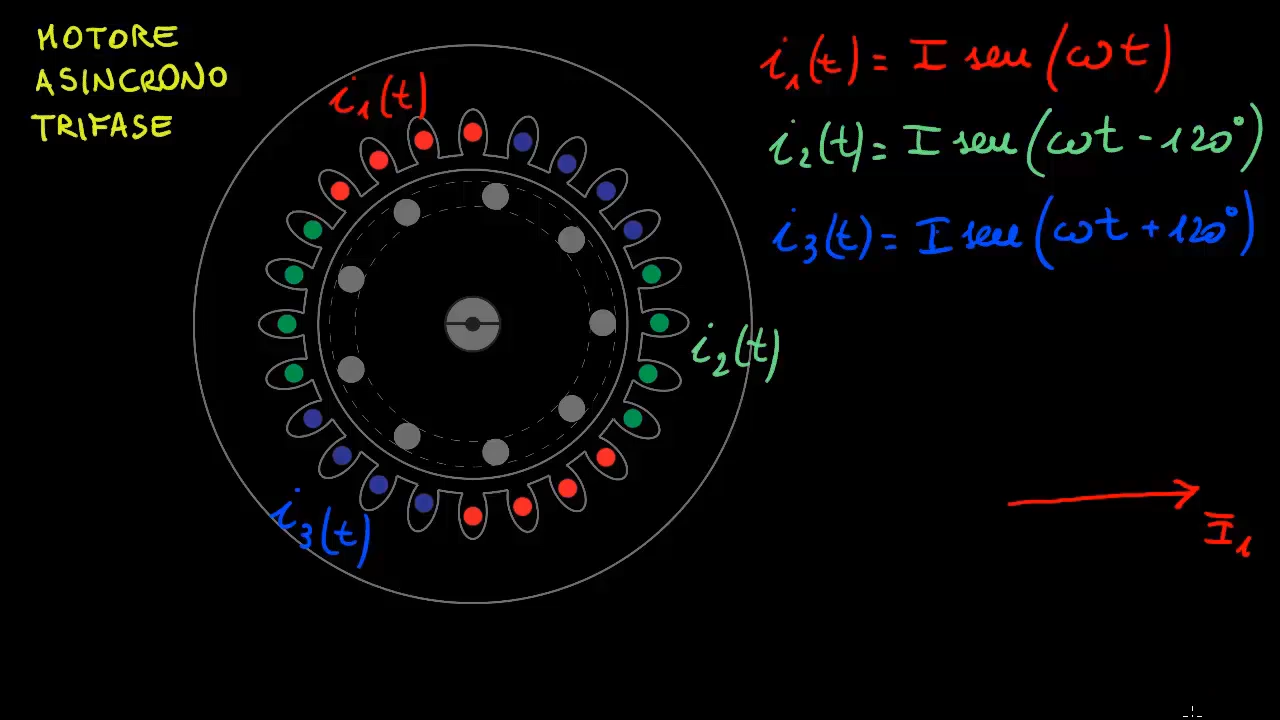 MOTORE
ASINCRONO
TRIFASE
i₁(t)
i₁(t) = I sen (ωt)
i₂(t) = I sen (ωt - 120°)
i₃(t) = I sen (ωt + 120°)
i₂(t)
i₃(t)
I₁